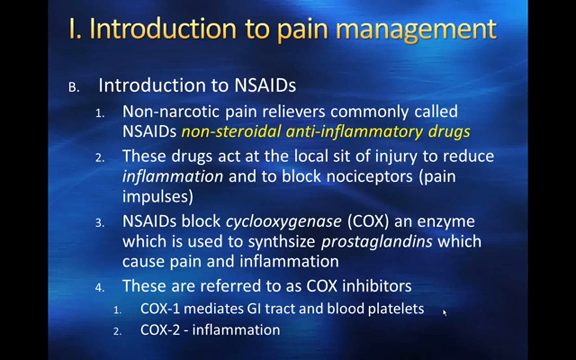 I. Introduction to pain management
B. Introduction to NSAIDs
1. Non-narcotic pain relievers commonly called
NSAIDs non-steroidal anti-inflammatory drugs
2. These drugs act at the local sit of injury to reduce
inflammation and to block nociceptors (pain
impulses)
3. NSAIDs block cyclooxygenase (COX) an enzyme
which is used to synthsize prostaglandins which
cause pain and inflammation
4. These are referred to as COX inhibitors
1. COX-1 mediates GI tract and blood platelets
2. COX-2 - inflammation